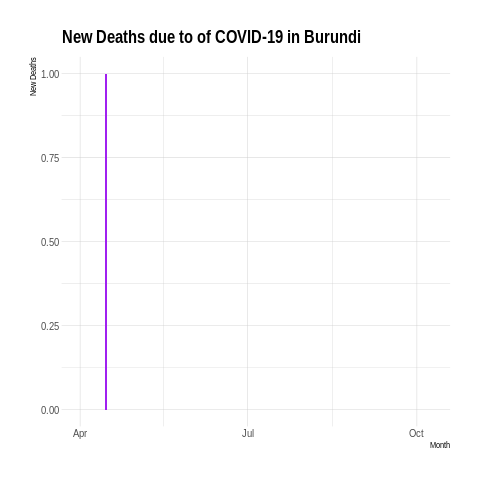 New Deaths due to of COVID-19 in Burundi
New Deaths
1.00
0.75
0.50
0.25
0.00
Apr Jul Oct
Month